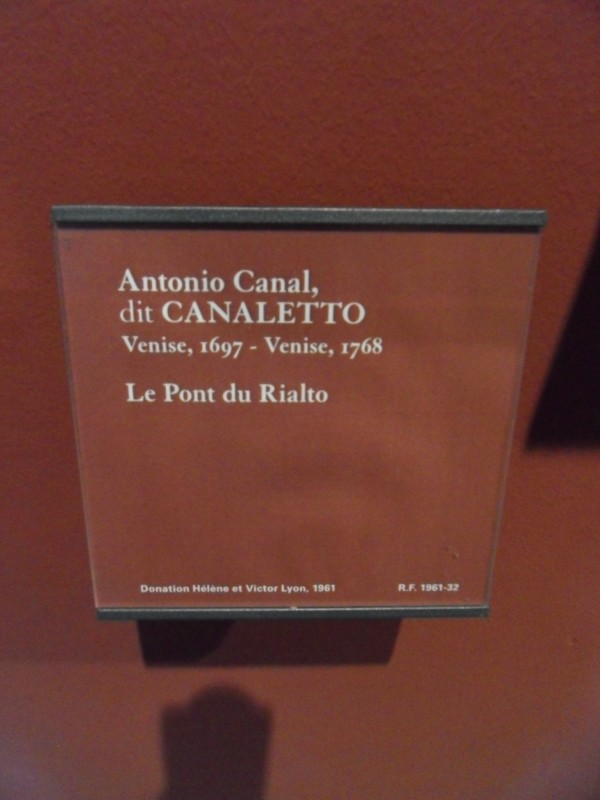 Antonio Canal,
dit CANALETTO
Venise, 1697 - Venise, 1768
Le Pont du Rialto
Donation Hélène et Victor Lyon, 1961 R.F. 1961-32